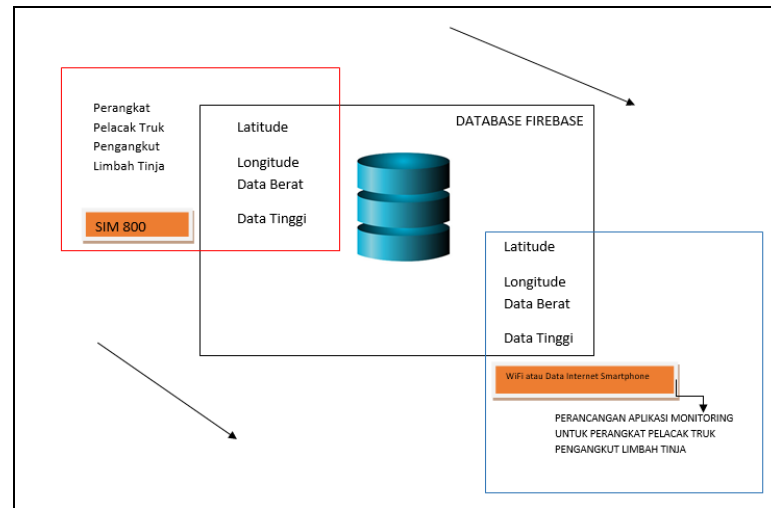 Perangkat
Pelacak Truk
Pengangkut
Limbah Tinja
SIM 800
Latitude
Longitude
Data Berat
Data Tinggi
DATABASE FIREBASE
Latitude
Longitude
Data Berat
Data Tinggi
WiFi atau Data Internet Smartphone
PERANCANGAN APLIKASI MONITORING
UNTUK PERANGKAT PELACAK TRUK
PENGANGKUT LIMBAH TINJA